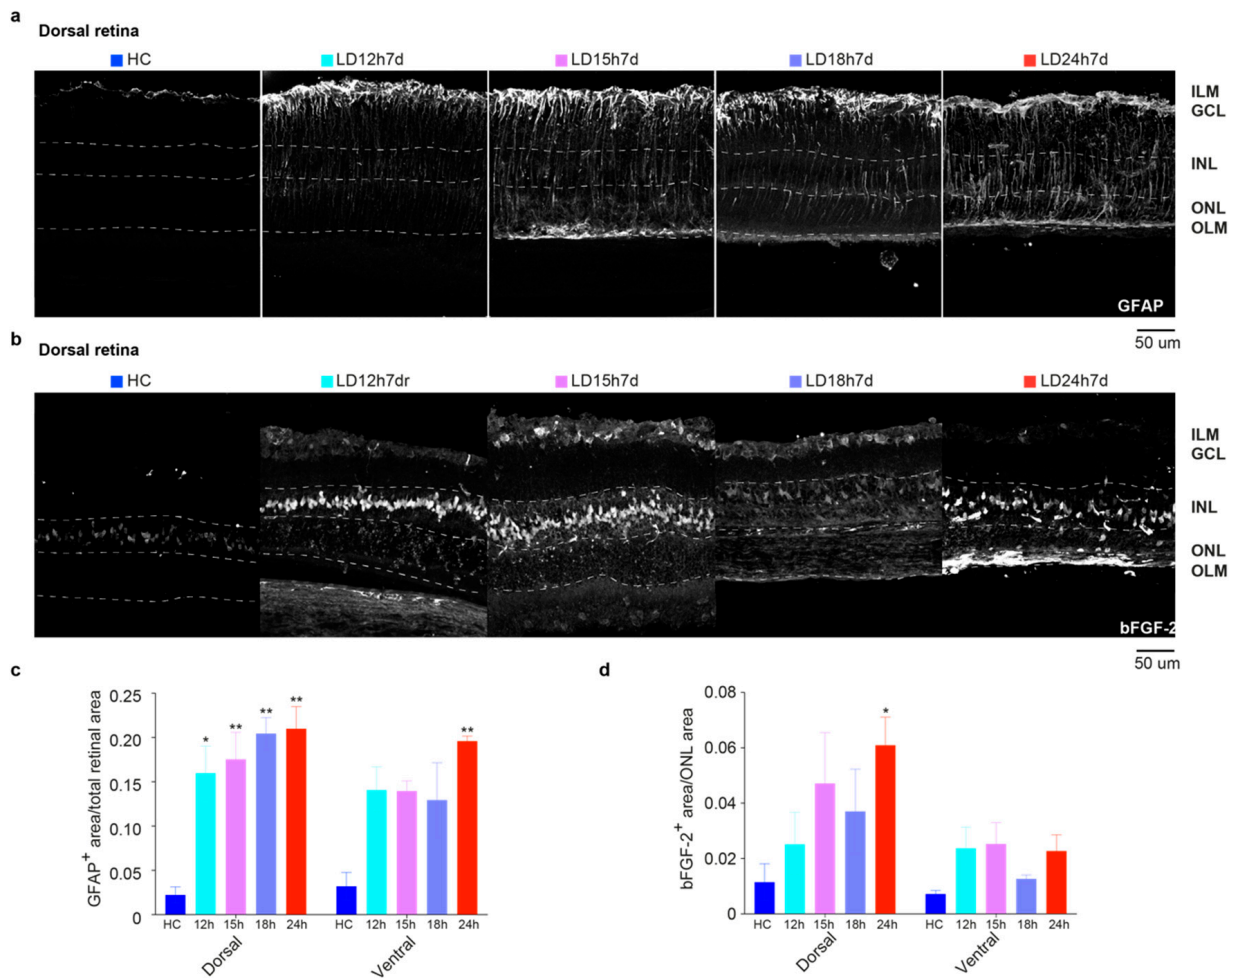 a
Dorsal retina
HC LD12h7d LD15h7d LD18h7d LD24h7d
ILM
GCL
INL
ONL
OLM
GFAP
50 um
b
Dorsal retina
HC LD12h7dr LD15h7d LD18h7d LD24h7d
ILM
GCL
INL
ONL
OLM
bFGF-2
50 um
c
GFAP+ area/total retinal area
0.25
0.20
0.15
0.10
0.05
0
* ** ** ** **
HC 12h 15h 18h 24h HC 12h 15h 18h 24h
Dorsal Ventral
d
bFGF-2+ area/ONL area
0.08
0.06
0.04
0.02
0
*
HC 12h 15h 18h 24h HC 12h 15h 18h 24h
Dorsal Ventral